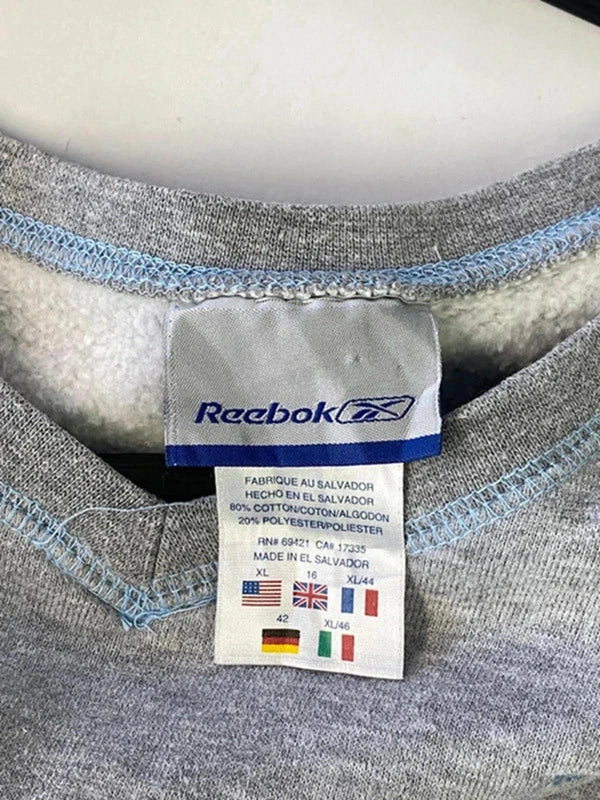 Reebok
FABRIQUE AU SALVADOR
HECHO EN EL SALVADOR
80% COTTON/COTON/ALGODON
20% POLYESTER/POLIESTER
RN# 69421 CA# 17335
MADE IN EL SALVADOR
XL 16 XL/44
42 XL/46